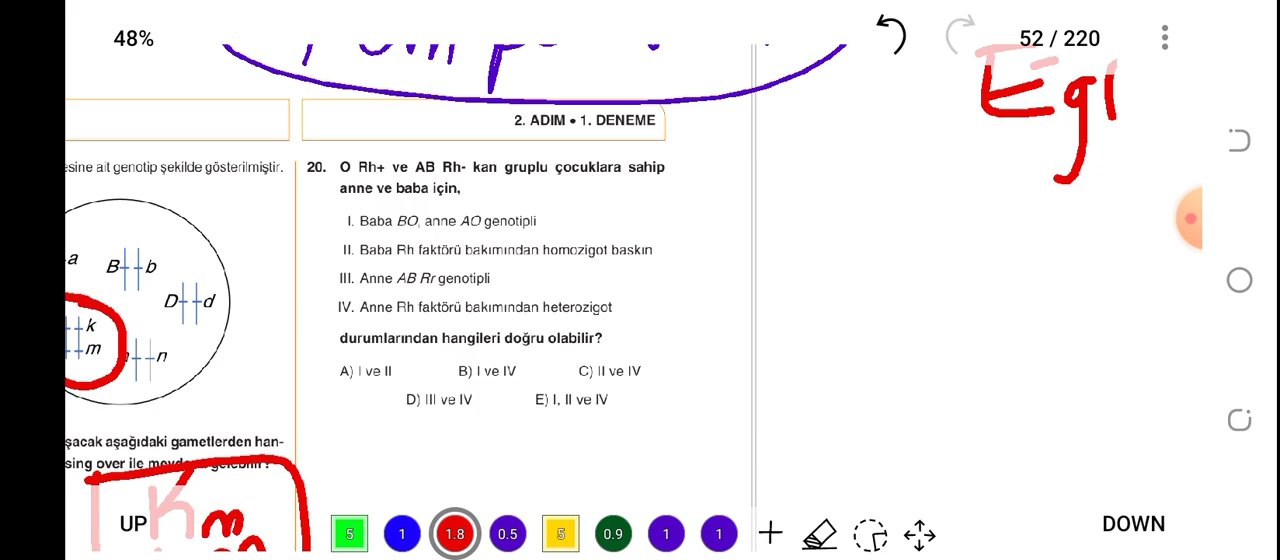 48%
52 / 220
Eğı
2. ADIM • 1. DENEME
esine ait genotip şekilde gösterilmiştir.
a
B b
D d
k
m
n
şacak aşağıdaki gametlerden han-
sing over ile meydana gelebilir?
20. O Rh+ ve AB Rh- kan gruplu çocuklara sahip
anne ve baba için,
I. Baba BO, anne AO genotipli
II. Baba Rh faktörü bakımından homozigot baskın
III. Anne AB Rr genotipli
IV. Anne Rh faktörü bakımından heterozigot
durumlarından hangileri doğru olabilir?
A) I ve II B) I ve IV C) II ve IV
D) III ve IV E) I, II ve IV
K m
UP
5 1 1.8 0.5 5 0.9 1 1
DOWN